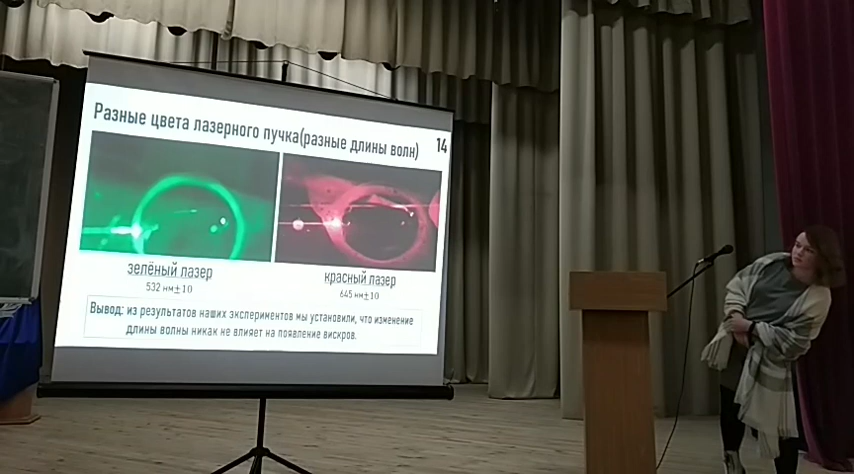 Разные цвета лазерного пучка(разные длины волн)
14
зелёный лазер
532 нм±10
красный лазер
645 нм±10
Вывод: из результатов наших экспериментов мы установили, что изменение
длины волны никак не влияет на появление вискров.